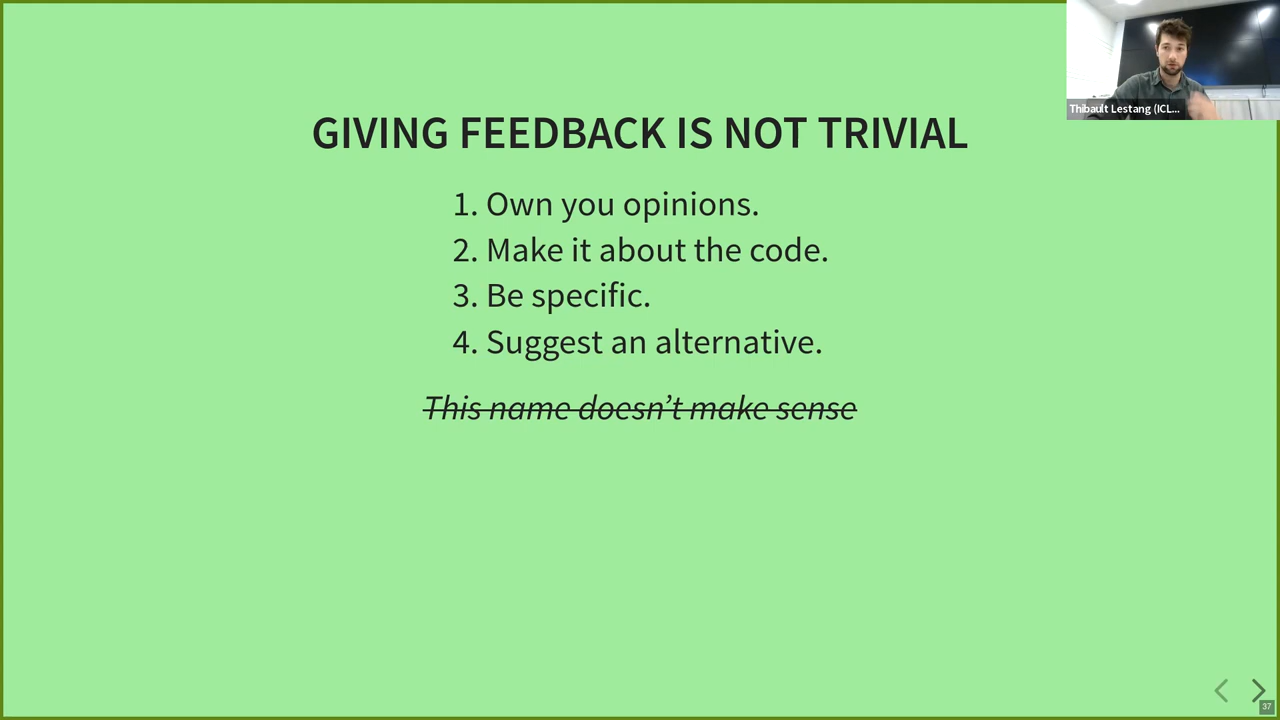 Thibault Lestang (ICL...
GIVING FEEDBACK IS NOT TRIVIAL
1. Own you opinions.
2. Make it about the code.
3. Be specific.
4. Suggest an alternative.
This name doesn't make sense
37